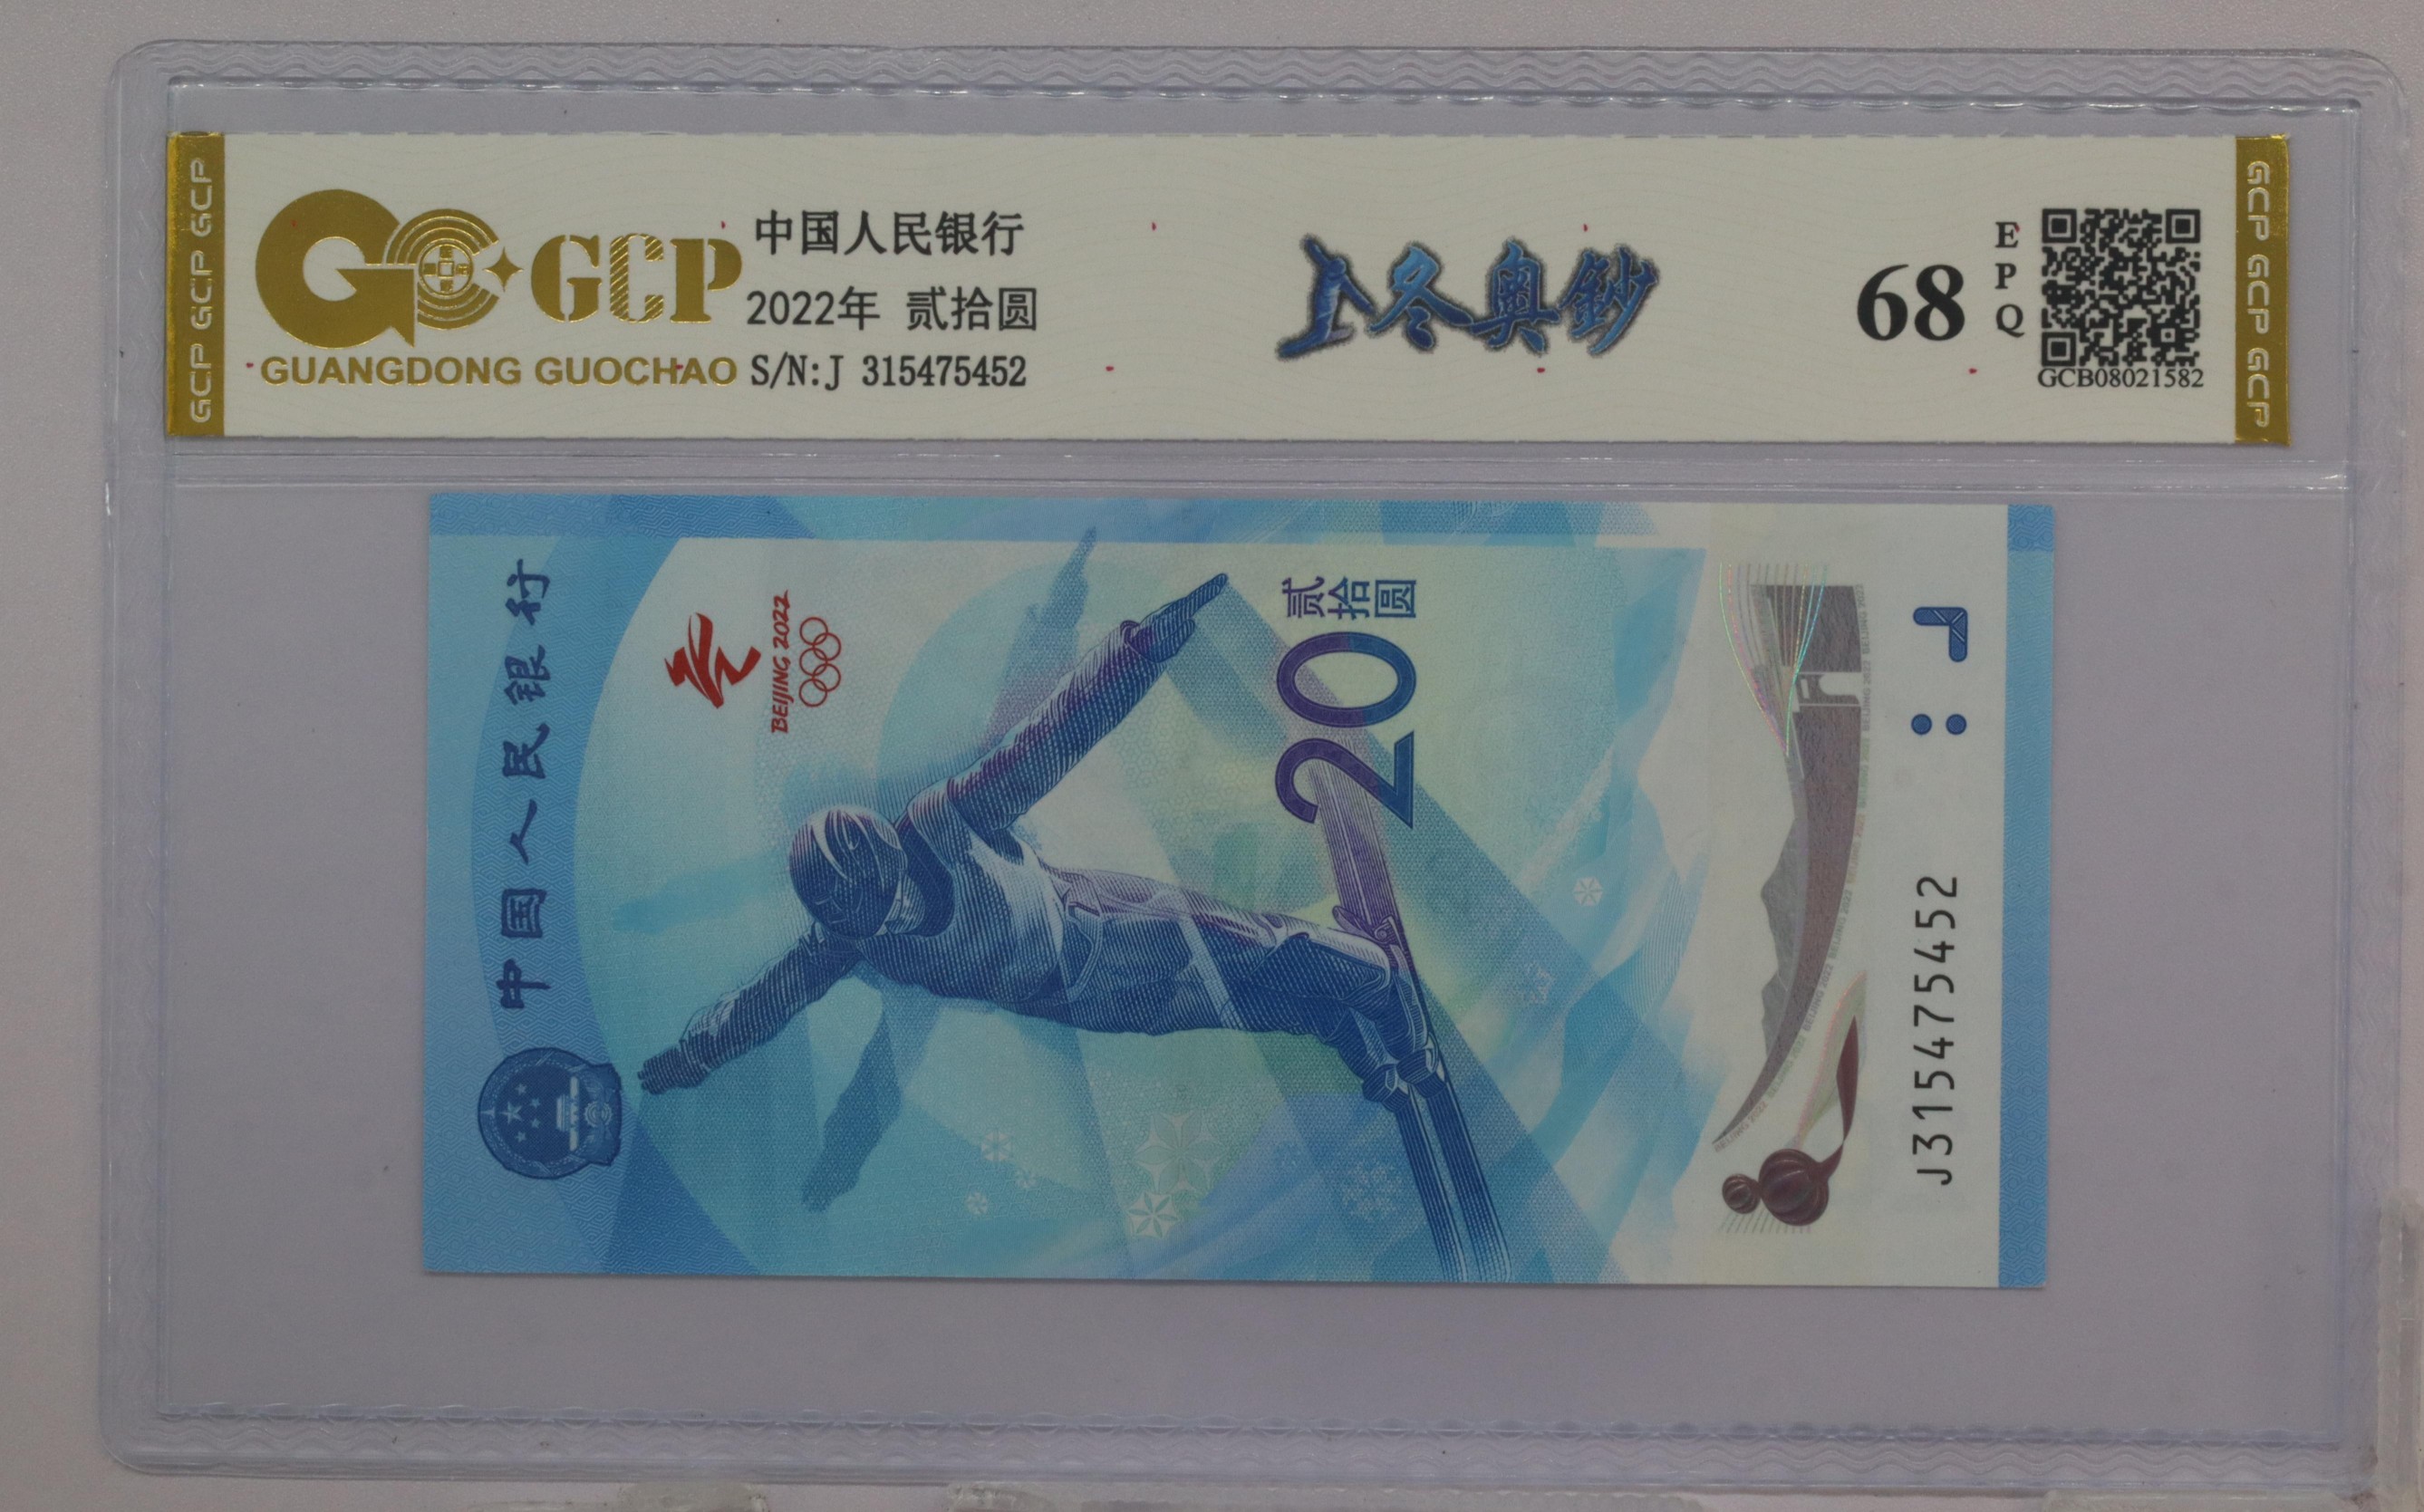 GCP GCP GCP
GCP
GUANGDONG GUOCHAO
中国人民银行
2022年 贰拾圆
S/N:J 315475452
冬奥鈔
68
EPQ
GCB08021582
GCP GCP GCP
中国人民银行
BEIJING 2022
贰拾圆
20
J315475452